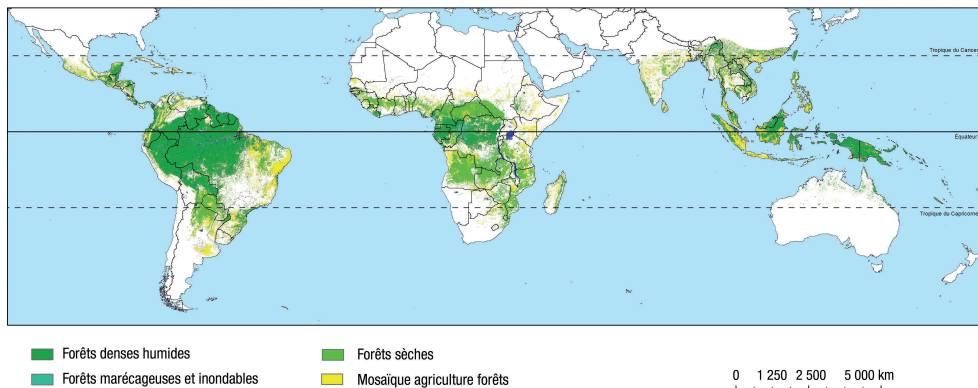 Tropique du Cancer
Équateur
Tropique du Capricorne
Forêts denses humides
Forêts sèches
Forêts marécageuses et inondables
Mosaïque agriculture forêts
0 1 250 2 500 5 000 km